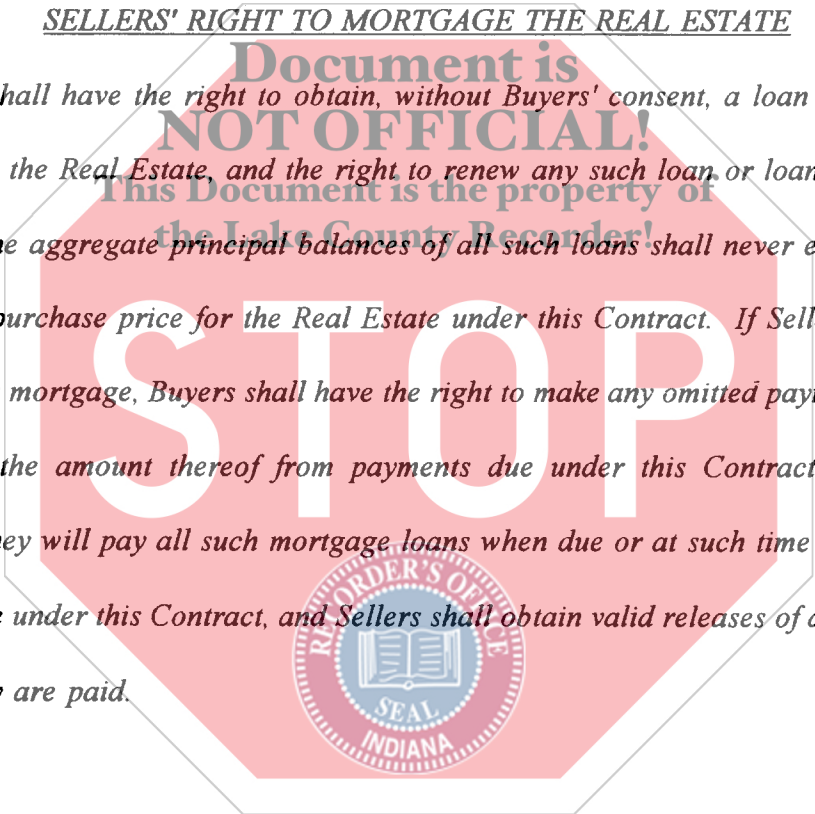 SELLERS' RIGHT TO MORTGAGE THE REAL ESTATE
Document is
hall have the right to obtain, without Buyers' consent, a loan
NOT OFFICIAL!
the Real Estate, and the right to renew any such loan or loan
This Document is the property of
the Lake County Recorder!
aggregate principal balances of all such loans shall never
purchase price for the Real Estate under this Contract. If Sell
STOP
mortgage, Buyers shall have the right to make any omitted pay
the amount thereof from payments due under this Contract
ey will pay all such mortgage loans when due or at such time
under this Contract, and Sellers shall obtain valid releases of
are paid.
RECORDER'S OFFICE
SEAL
INDIANA